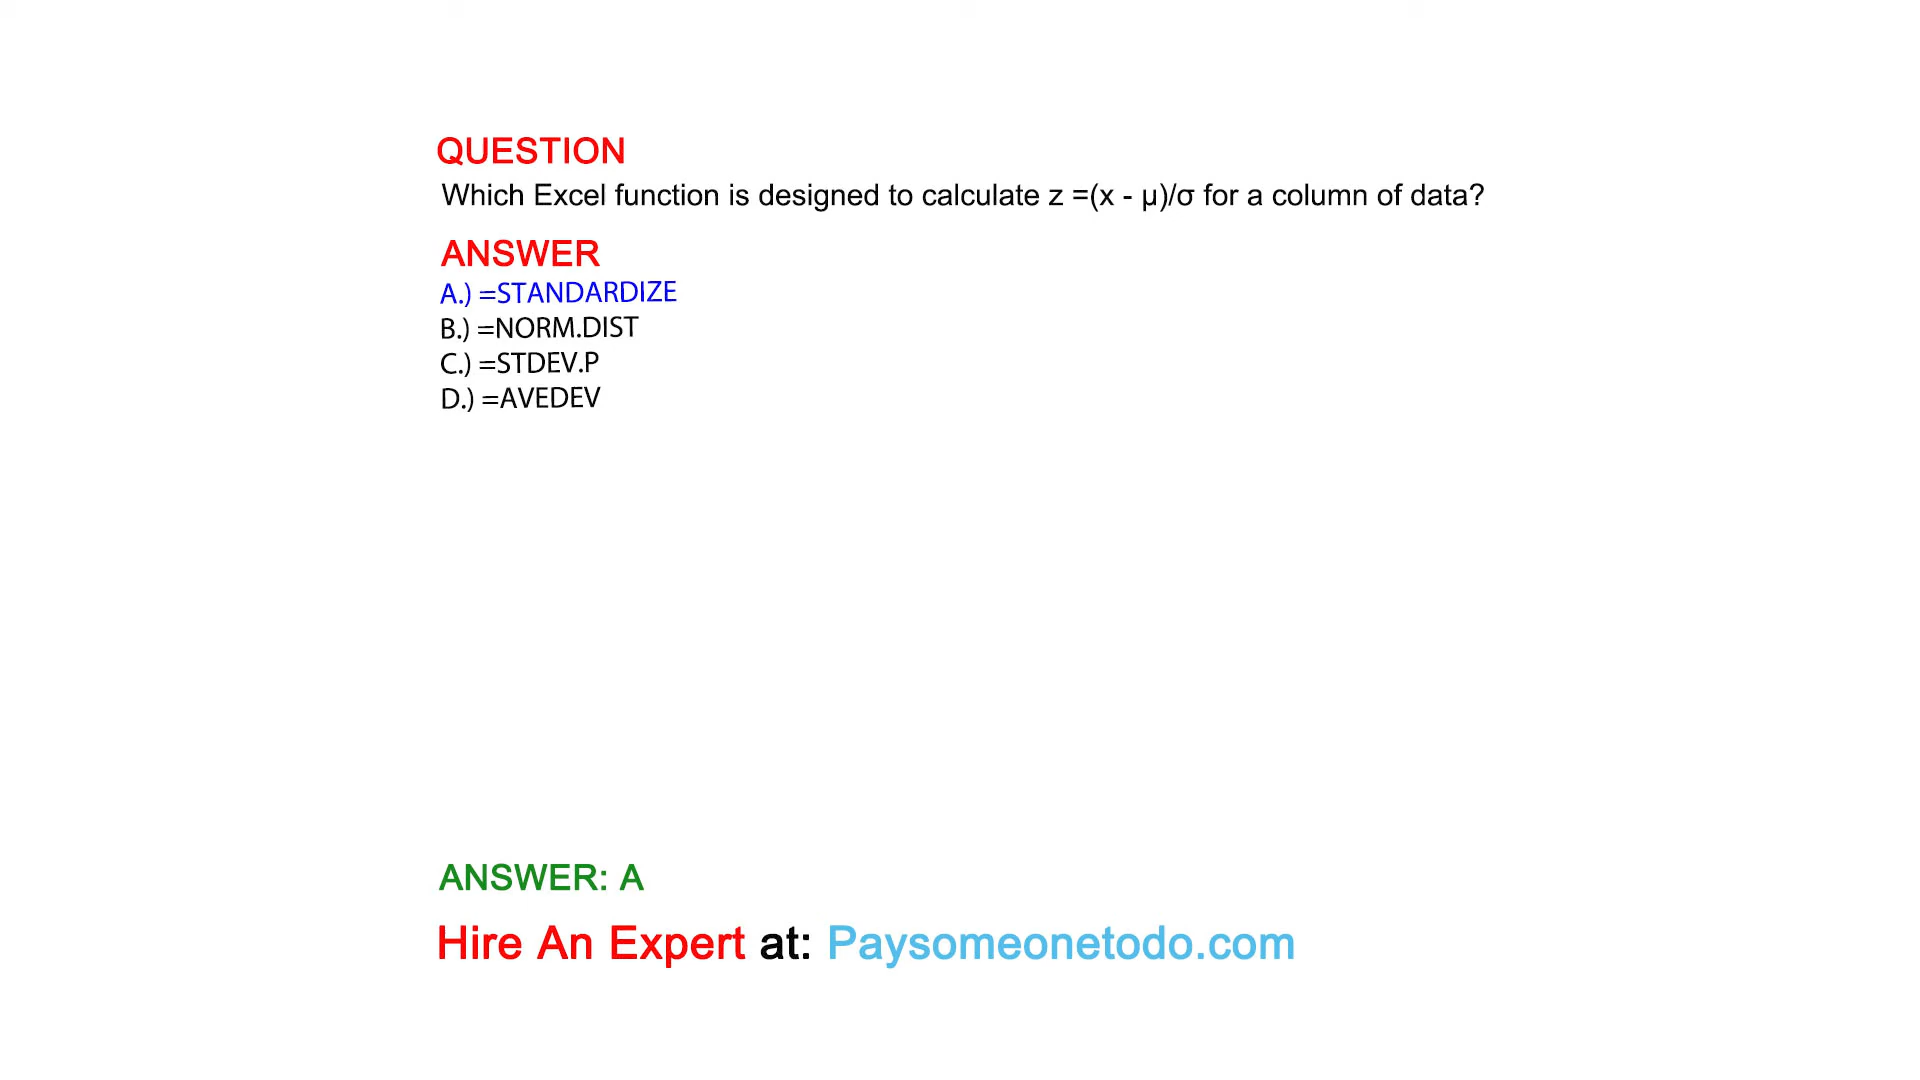 QUESTION
Which Excel function is designed to calculate z =(x - μ)/σ for a column of data?
ANSWER
A.) =STANDARDIZE
B.) =NORM.DIST
C.) =STDEV.P
D.) =AVEDEV
ANSWER: A
Hire An Expert at: Paysomeonetodo.com